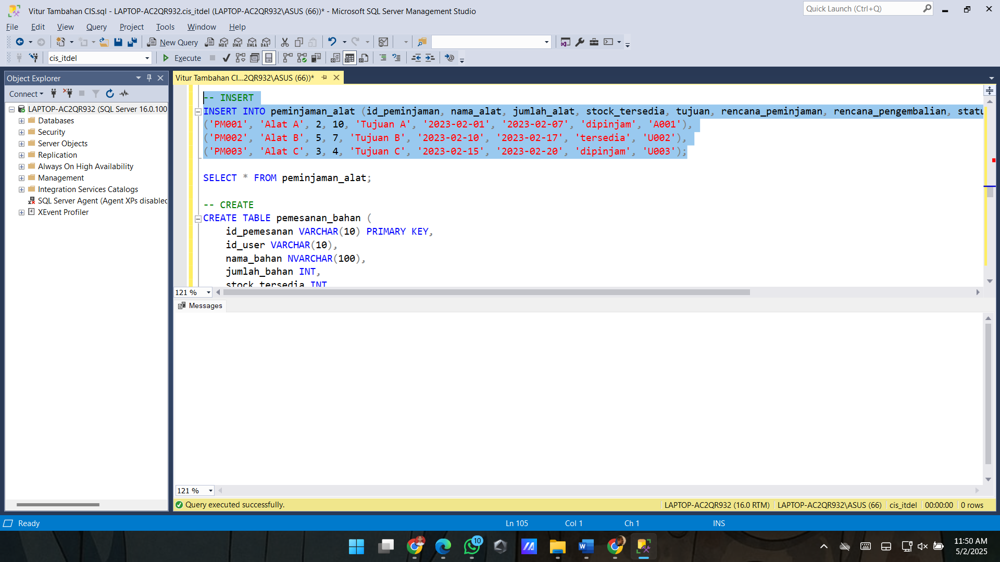 Vitur Tambahan CIS.sql - LAPTOP-AC2QR932.cis_itdel (LAPTOP-AC2QR932\ASUS (66))* - Microsoft SQL Server Management Studio
Quick Launch (Ctrl+Q)
File Edit View Query Project Tools Window Help
New Query MDX DMX XMLA DAX
cis_itdel Execute
Object Explorer
Vitur Tambahan CI...2QR932\ASUS (66))*
Connect
LAPTOP-AC2QR932 (SQL Server 16.0.100
Databases
Security
Server Objects
Replication
Always On High Availability
Management
Integration Services Catalogs
SQL Server Agent (Agent XPs disabled
XEvent Profiler
-- INSERT
INSERT INTO peminjaman_alat (id_peminjaman, nama_alat, jumlah_alat, stock_tersedia, tujuan, rencana_peminjaman, rencana_pengembalian, statu
('PM001', 'Alat A', 2, 10, 'Tujuan A', '2023-02-01', '2023-02-07', 'dipinjam', 'A001'),
('PM002', 'Alat B', 5, 7, 'Tujuan B', '2023-02-10', '2023-02-17', 'tersedia', 'U002'),
('PM003', 'Alat C', 3, 4, 'Tujuan C', '2023-02-15', '2023-02-20', 'dipinjam', 'U003');
SELECT * FROM peminjaman_alat;
-- CREATE
CREATE TABLE pemesanan_bahan (
id_pemesanan VARCHAR(10) PRIMARY KEY,
id_user VARCHAR(10),
nama_bahan NVARCHAR(100),
jumlah_bahan INT,
stock_tersedia INT
121 %
Messages
121 %
Query executed successfully.
LAPTOP-AC2QR932 (16.0 RTM) LAPTOP-AC2QR932\ASUS (66) cis_itdel 00:00:00 0 rows
Ready Ln 105 Col 1 Ch 1 INS
10
11:50 AM
5/2/2025